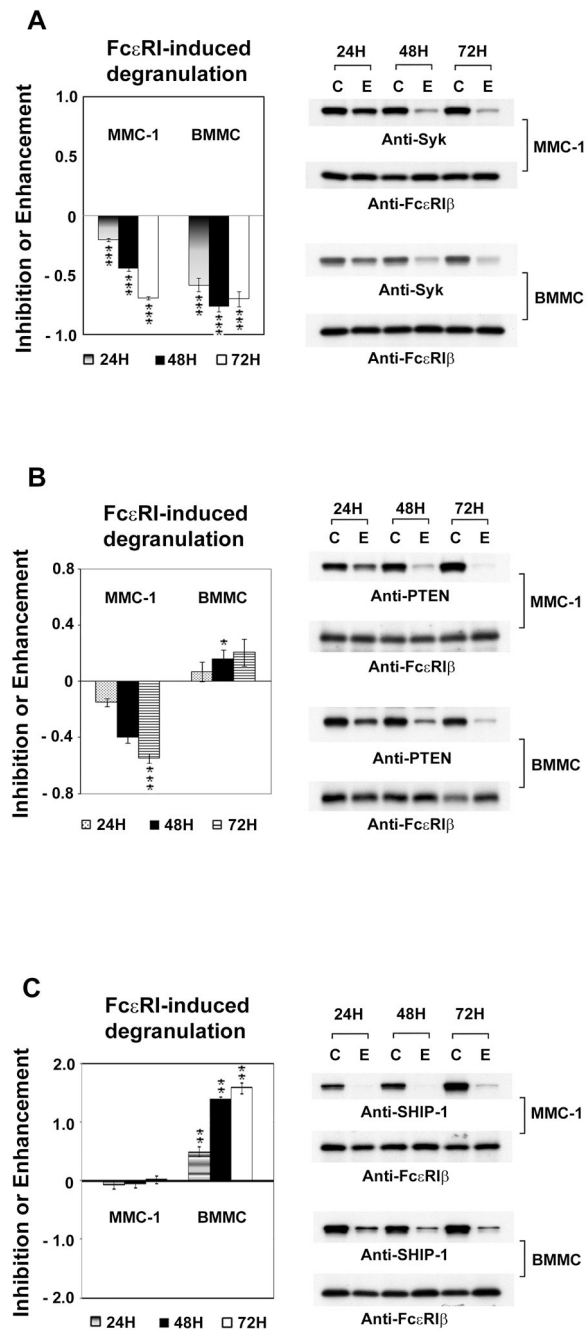 A
FcεRI-induced
degranulation
Inhibition or Enhancement
1.0
0.5
0
- 0.5
- 1.0
MMC-1 BMMC
*** *** *** *** *** ***
24H 48H 72H
24H 48H 72H
C E C E C E
Anti-Syk
MMC-1
Anti-FcεRIβ
Anti-Syk
BMMC
Anti-FcεRIβ
B
FcεRI-induced
degranulation
Inhibition or Enhancement
0.8
0.4
0
- 0.4
- 0.8
MMC-1 BMMC
*
***
24H 48H 72H
24H 48H 72H
C E C E C E
Anti-PTEN
MMC-1
Anti-FcεRIβ
Anti-PTEN
BMMC
Anti-FcεRIβ
C
FcεRI-induced
degranulation
Inhibition or Enhancement
2.0
1.0
0
-1.0
- 2.0
** ** **
MMC-1 BMMC
24H 48H 72H
24H 48H 72H
C E C E C E
Anti-SHIP-1
MMC-1
Anti-FcεRIβ
Anti-SHIP-1
BMMC
Anti-FcεRIβ